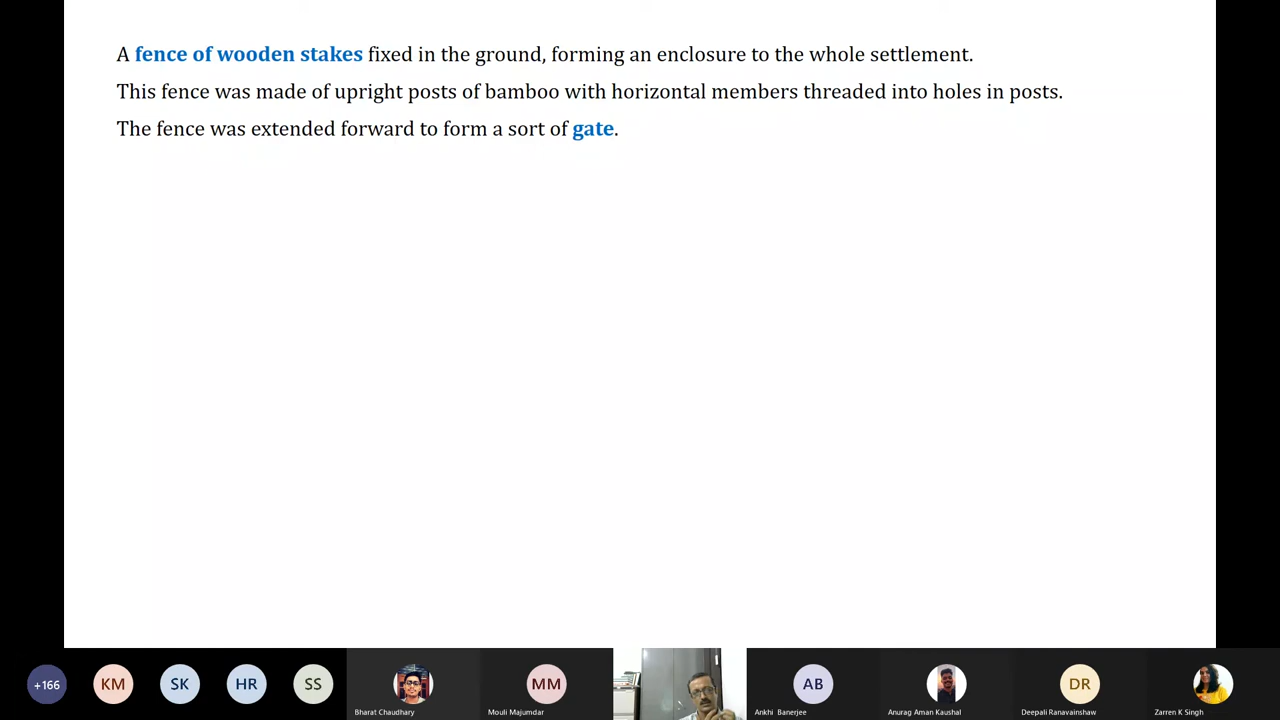 A fence of wooden stakes fixed in the ground, forming an enclosure to the whole settlement.
This fence was made of upright posts of bamboo with horizontal members threaded into holes in posts.
The fence was extended forward to form a sort of gate.
+166
KM
SK
HR
SS
Bharat Chaudhary
MM
Mouli Majumdar
AB
Ankhi Banerjee
Anurag Aman Kaushal
DR
Deepali Ranavainshaw
Zarren K Singh